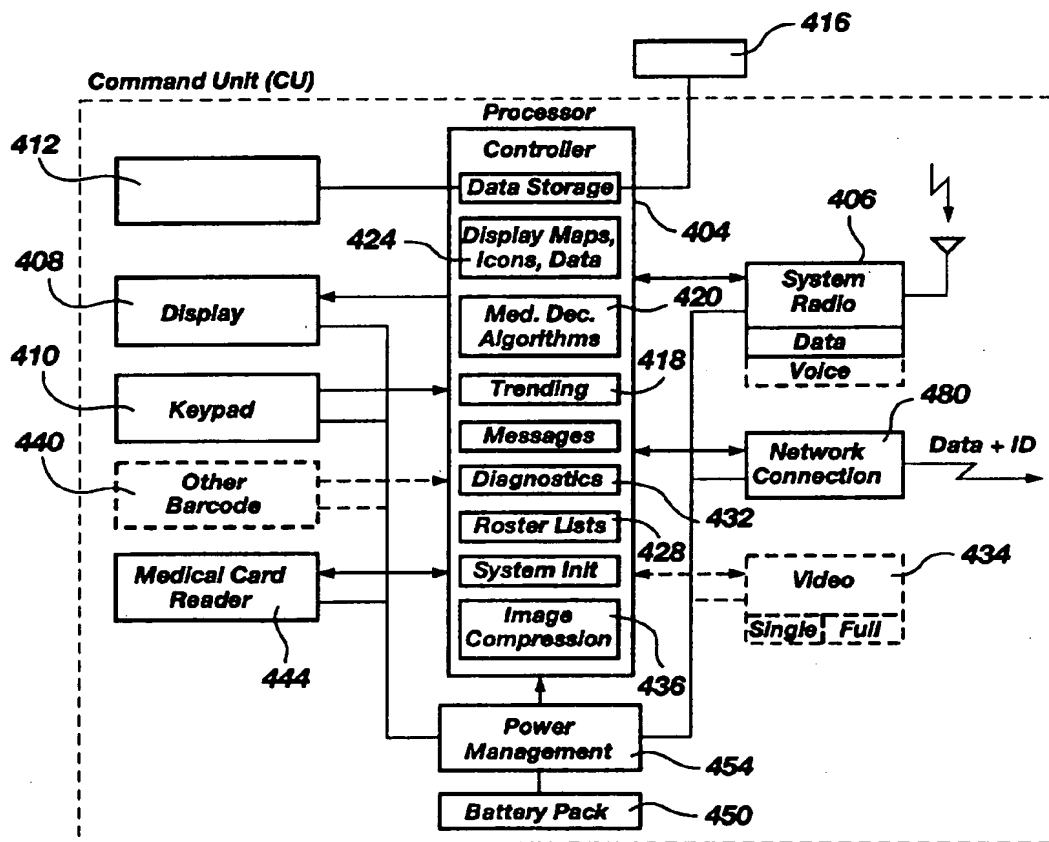 416
Command Unit (CU)
Processor
412
Controller
Data Storage
404
406
424
Display Maps,
Icons, Data
408
System
Radio
420
Display
Med. Dec.
Algorithms
Data
Voice
410
418
Keypad
Trending
480
440
Messages
Network
Connection
Data + ID
Other
Barcode
Diagnostics
432
Roster Lists
428
434
Medical Card
Reader
System Init
Video
Image
Compression
Single
Full
444
436
Power
Management
454
Battery Pack
450